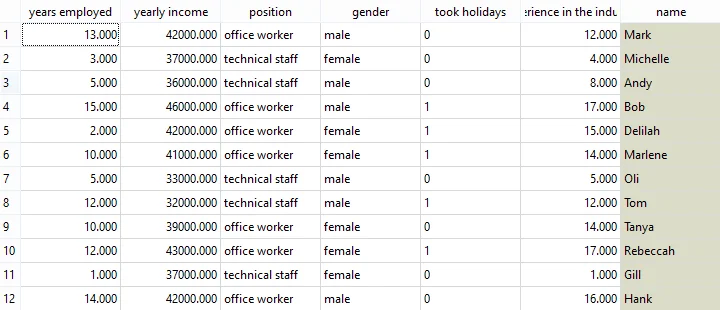 years employed yearly income position gender took holidays erience in the indu name
1 13.000 42000.000 office worker male 0 12.000 Mark
2 3.000 37000.000 technical staff female 0 4.000 Michelle
3 5.000 36000.000 technical staff male 0 8.000 Andy
4 15.000 46000.000 office worker male 1 17.000 Bob
5 2.000 42000.000 office worker female 1 15.000 Delilah
6 10.000 41000.000 office worker female 1 14.000 Marlene
7 5.000 33000.000 technical staff male 0 5.000 Oli
8 12.000 32000.000 technical staff male 1 12.000 Tom
9 10.000 39000.000 office worker female 0 14.000 Tanya
10 12.000 43000.000 office worker female 1 17.000 Rebeccah
11 1.000 37000.000 technical staff female 0 1.000 Gill
12 14.000 42000.000 office worker male 0 16.000 Hank